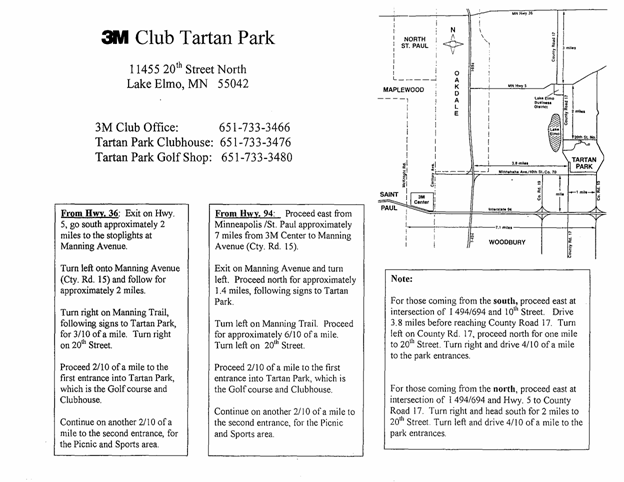 3M Club Tartan Park
11455 20th Street North
Lake Elmo, MN 55042
3M Club Office: 651-733-3466
Tartan Park Clubhouse: 651-733-3476
Tartan Park Golf Shop: 651-733-3480
From Hwy. 36: Exit on Hwy.
5, go south approximately 2
miles to the stoplights at
Manning Avenue.
Turn left onto Manning Avenue
(Cty. Rd. 15) and follow for
approximately 2 miles.
Turn right on Manning Trail,
following signs to Tartan Park,
for 3/10 of a mile. Turn right
on 20th Street.
Proceed 2/10 of a mile to the
first entrance into Tartan Park,
which is the Golf course and
Clubhouse.
Continue on another 2/10 of a
mile to the second entrance, for
the Picnic and Sports area.
From Hwy. 94: Proceed east from
Minneapolis /St. Paul approximately
7 miles from 3M Center to Manning
Avenue (Cty. Rd. 15).
Exit on Manning Avenue and turn
left. Proceed north for approximately
1.4 miles, following signs to Tartan
Park.
Turn left on Manning Trail. Proceed
for approximately 6/10 of a mile.
Turn left on 20th Street.
Proceed 2/10 of a mile to the first
entrance into Tartan Park, which is
the Golf course and Clubhouse.
Continue on another 2/10 of a mile to
the second entrance, for the Picnic
and Sports area.
MN Hwy 36
NORTH
ST. PAUL
N
County Road 17
miles
MAPLEWOOD
OAKDALE
MN Hwy 5
Lake Elmo
Business
District
County Road 17
miles
Lake
Elmo
TARTAN
PARK
3.8 miles
Minnehaha Ave/10th St./Co. 70
McKnight Rd.
Century Ave.
SAINT
PAUL
3M
Center
Co. Rd. 15
1 mile
Interstate 94
7.1 miles
WOODBURY
Co. Rd. 17
Note:
For those coming from the south, proceed east at
intersection of I 494/694 and 10th Street. Drive
3.8 miles before reaching County Road 17. Turn
left on County Rd. 17, proceed north for one mile
to 20th Street. Turn right and drive 4/10 of a mile
to the park entrances.
For those coming from the north, proceed east at
intersection of I 494/694 and Hwy. 5 to County
Road 17. Turn right and head south for 2 miles to
20th Street. Turn left and drive 4/10 of a mile to the
park entrances.